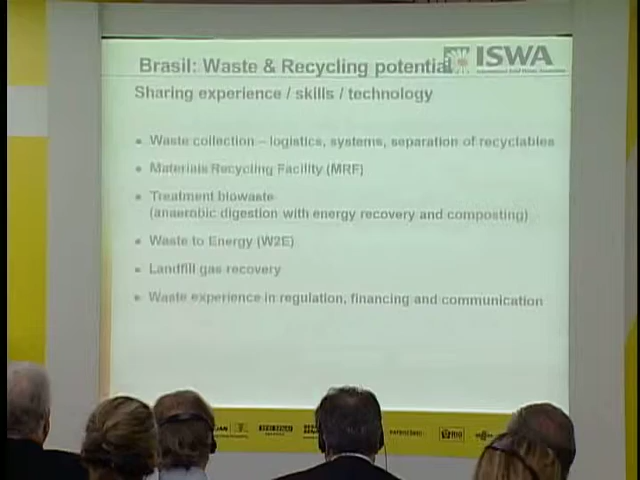 Brasil: Waste & Recycling potential
ISWA
Sharing experience / skills / technology
Waste collection – logistics, systems, separation of recyclables
Materials Recycling Facility (MRF)
Treatment biowaste
(anaerobic digestion with energy recovery and composting)
Waste to Energy (W2E)
Landfill gas recovery
Waste experience in regulation, financing and communication
RIO